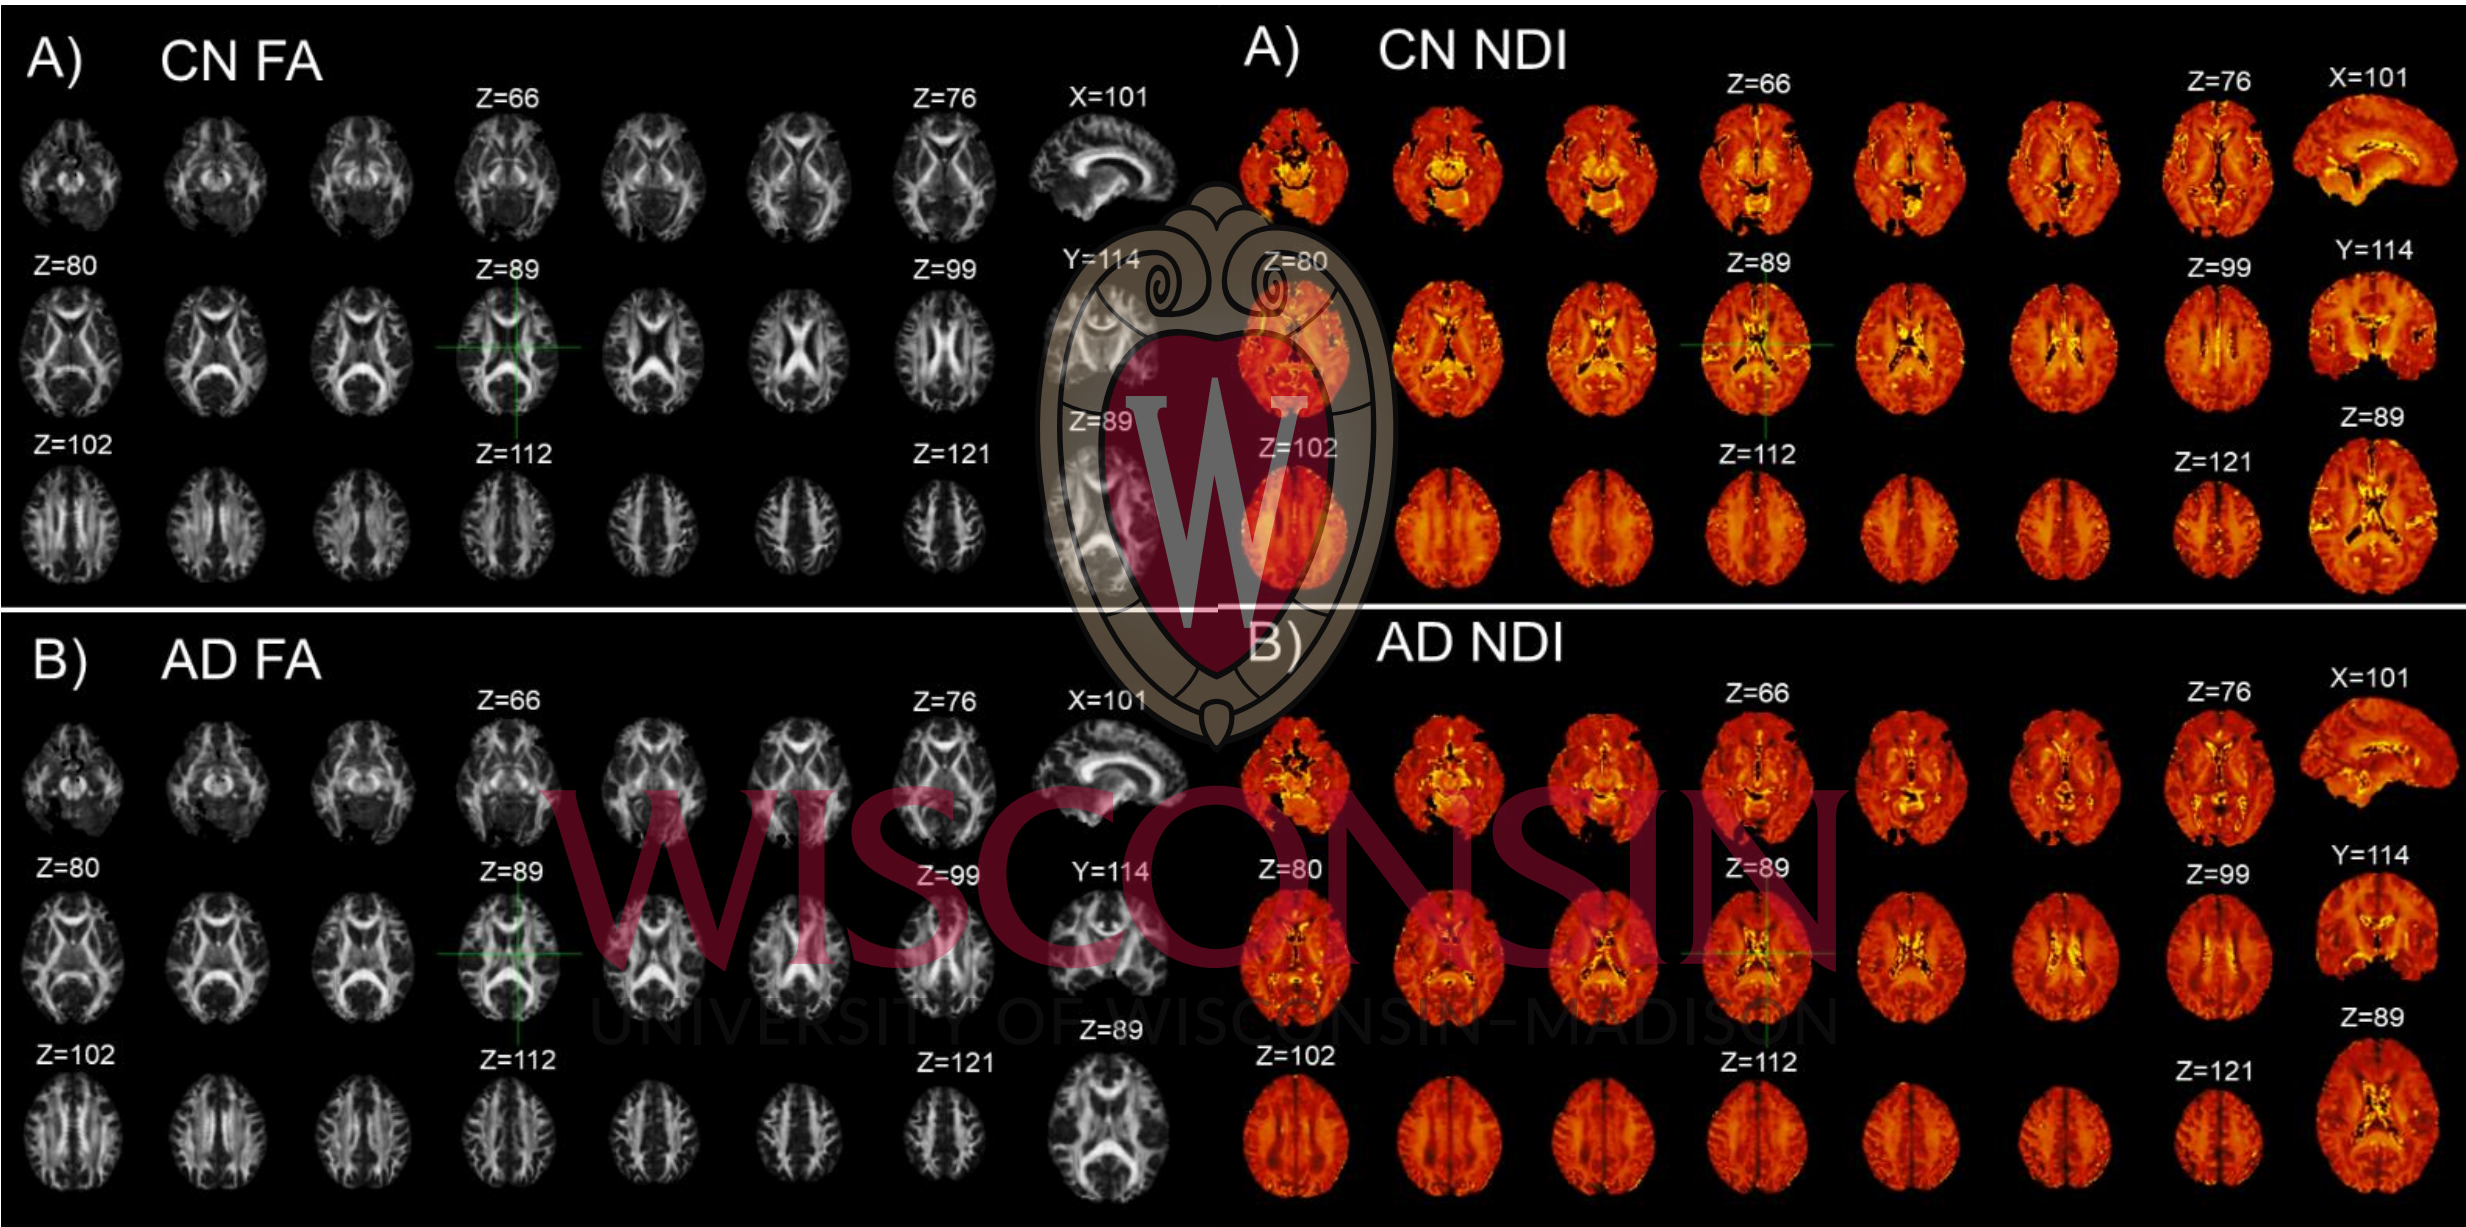 A) CN FA
Z=66 Z=76 X=101
Z=80 Z=89 Z=99 Y=114
Z=89
Z=102 Z=112 Z=121
A) CN NDI
Z=66 Z=76 X=101
Z=80 Z=89 Z=99 Y=114
Z=89
Z=102 Z=112 Z=121
W
B) AD FA
Z=66 Z=76 X=101
Z=80 Z=89 Z=99 Y=114
Z=89
Z=102 Z=112 Z=121
B) AD NDI
Z=66 Z=76 X=101
Z=80 Z=89 Z=99 Y=114
Z=89
Z=102 Z=112 Z=121
WISCONSIN
UNIVERSITY OF WISCONSIN–MADISON